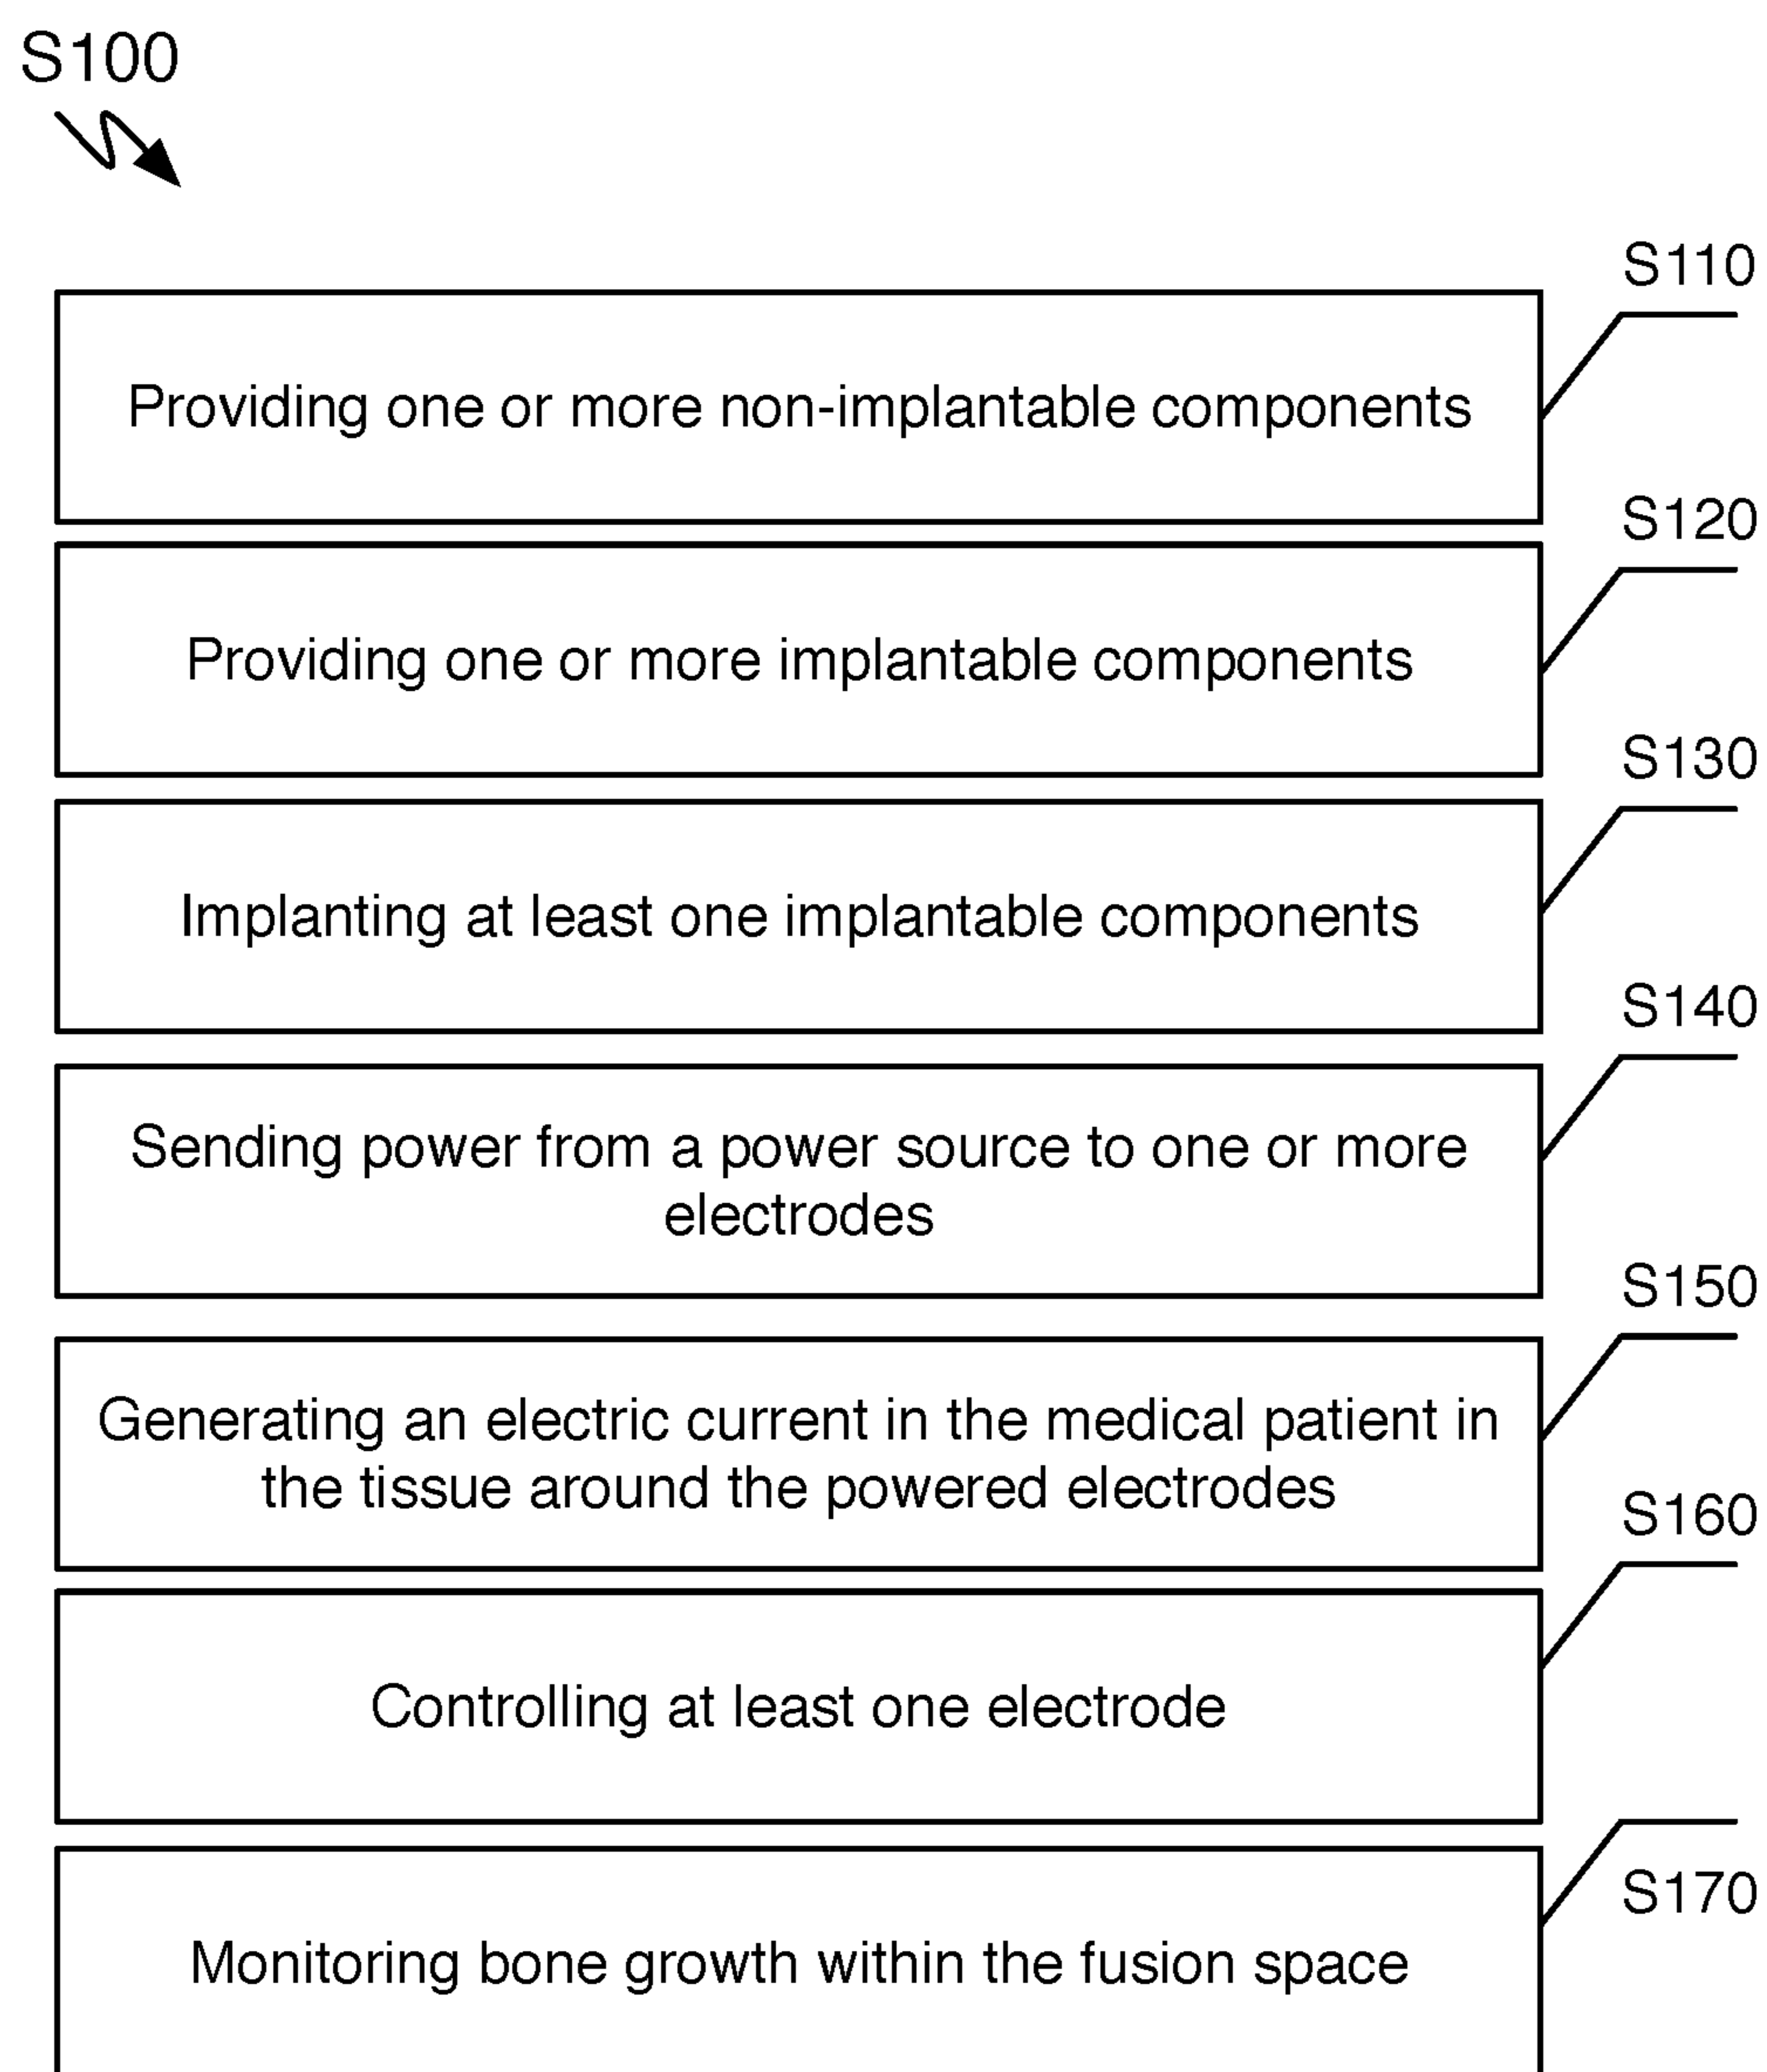 S100
S110
Providing one or more non-implantable components
S120
Providing one or more implantable components
S130
Implanting at least one implantable components
S140
Sending power from a power source to one or more
electrodes
S150
Generating an electric current in the medical patient in
the tissue around the powered electrodes
S160
Controlling at least one electrode
S170
Monitoring bone growth within the fusion space